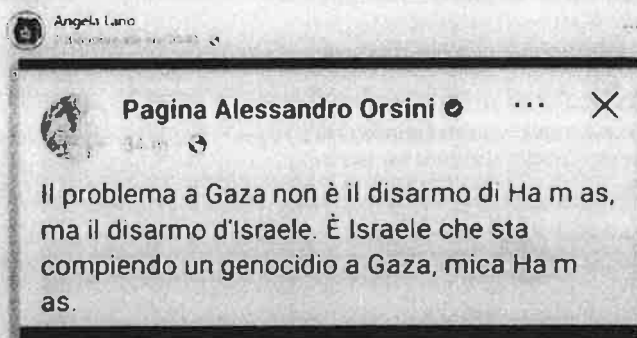 Angela Lano
Pagina Alessandro Orsini
34 m
Il problema a Gaza non è il disarmo di Ha m as,
ma il disarmo d'Israele. È Israele che sta
compiendo un genocidio a Gaza, mica Ha m
as.